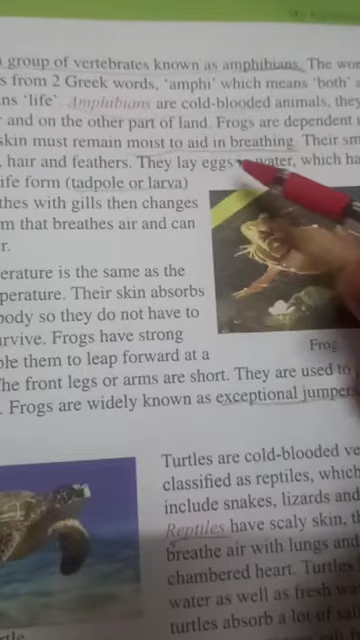 group of vertebrates known as amphibians. The wor
s from 2 Greek words, ‘amphi’ which means ‘both’ a
ns ‘life’. Amphibians are cold-blooded animals, they
and on the other part of land. Frogs are dependent
skin must remain moist to aid in breathing. Their sm
hair and feathers. They lay eggs water, which ha
ife form (tadpole or larva)
thes with gills then changes
m that breathes air and can
r.
erature is the same as the
perature. Their skin absorbs
body so they do not have to
urvive. Frogs have strong
ble them to leap forward at a
The front legs or arms are short. They are used to
. Frogs are widely known as exceptional jumpers
Frog
Turtles are cold-blooded ve
classified as reptiles, which
include snakes, lizards and
Reptiles have scaly skin, th
breathe air with lungs and
chambered heart. Turtles
water as well as fresh wa
turtles absorb a lot of sal
rtle